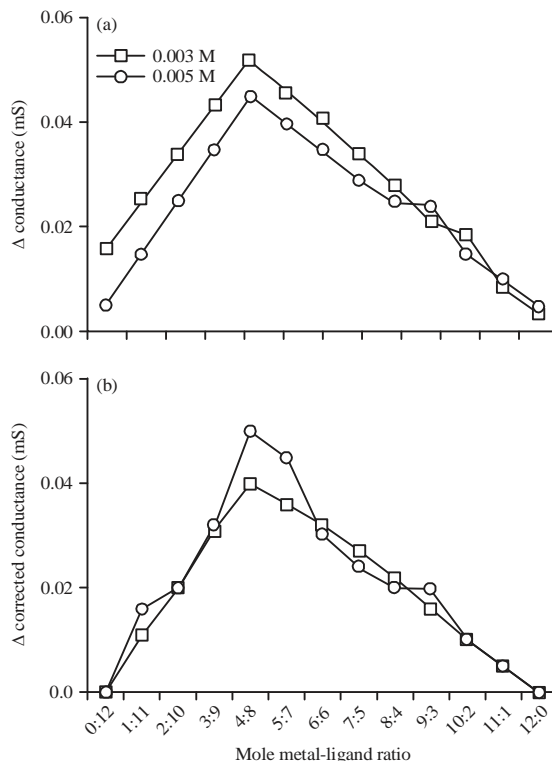 0.06
(a)
0.003 M
0.005 M
0.04
0.02
0.00
Δ conductance (mS)
0.06
(b)
0.04
0.02
0.0
Δ corrected conductance (mS)
0:12 1:11 2:10 3:9 4:8 5:7 6:6 7:5 8:4 9:3 10:2 11:1 12:0
Mole metal-ligand ratio